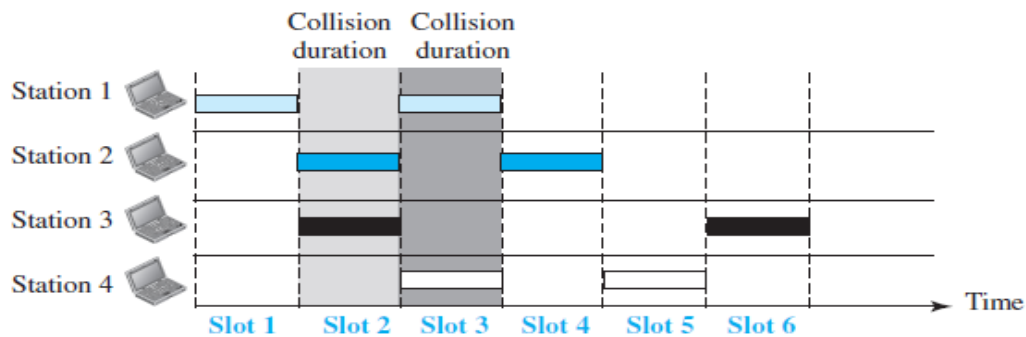 Collision Collision
duration duration
Station 1
Station 2
Station 3
Station 4
Time
Slot 1 Slot 2 Slot 3 Slot 4 Slot 5 Slot 6